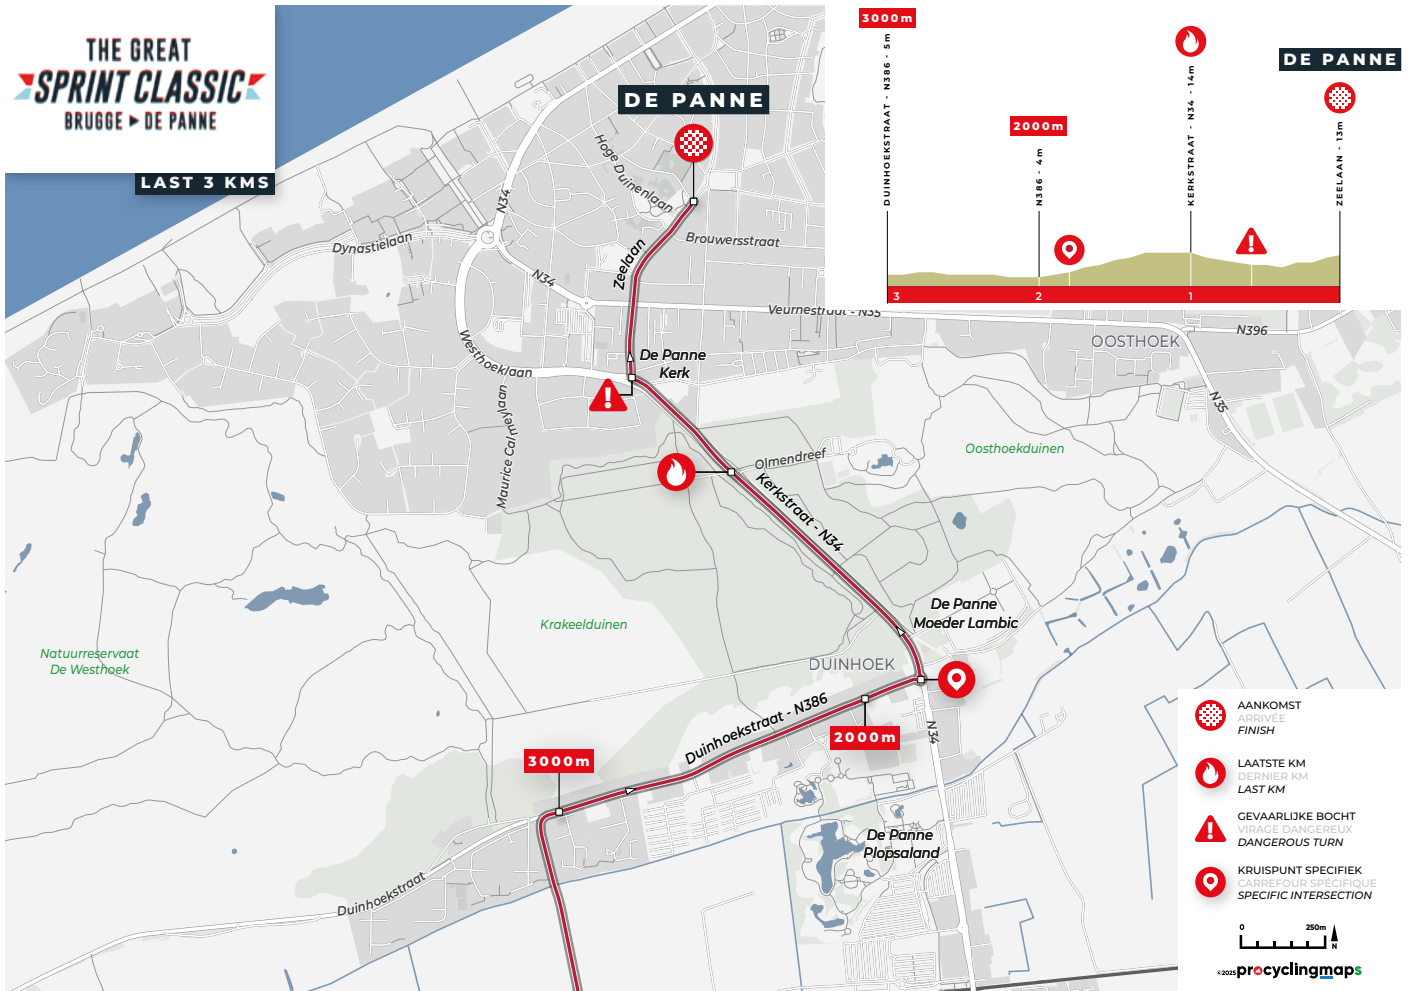 THE GREAT
SPRINT CLASSIC
BRUGGE ▶ DE PANNE
LAST 3 KMS
DE PANNE
3000m
DUINHOEKSTRAAT - N386 - 5m
2000m
N386 - 4m
KERKSTRAAT - N34 - 14m
DE PANNE
ZEELAAN - 13m
3
2
1
Hoge Duinenlaan
N34
Dynastielaan
Brouwersstraat
Zeelaan
N34
Veurnestraat - N35
N396
OOSTHOEK
Westhoeklaan
De Panne
Kerk
N35
Maurice Calmeynlaan
Oosthoekduinen
Olmendreef
Kerkstraat - N34
De Panne
Moeder Lambic
Krakeelduinen
Natuurreservaat
De Westhoek
DUINHOEK
Duinhoekstraat - N386
2000m
N34
3000m
De Panne
Plopsaland
Duinhoekstraat
AANKOMST
ARRIVÉE
FINISH
LAATSTE KM
DERNIER KM
LAST KM
GEVAARLIJKE BOCHT
VIRAGE DANGEREUX
DANGEROUS TURN
KRUISPUNT SPECIFIEK
CARREFOUR SPÉCIFIQUE
SPECIFIC INTERSECTION
0 250m
N
©2025 procyclingmaps